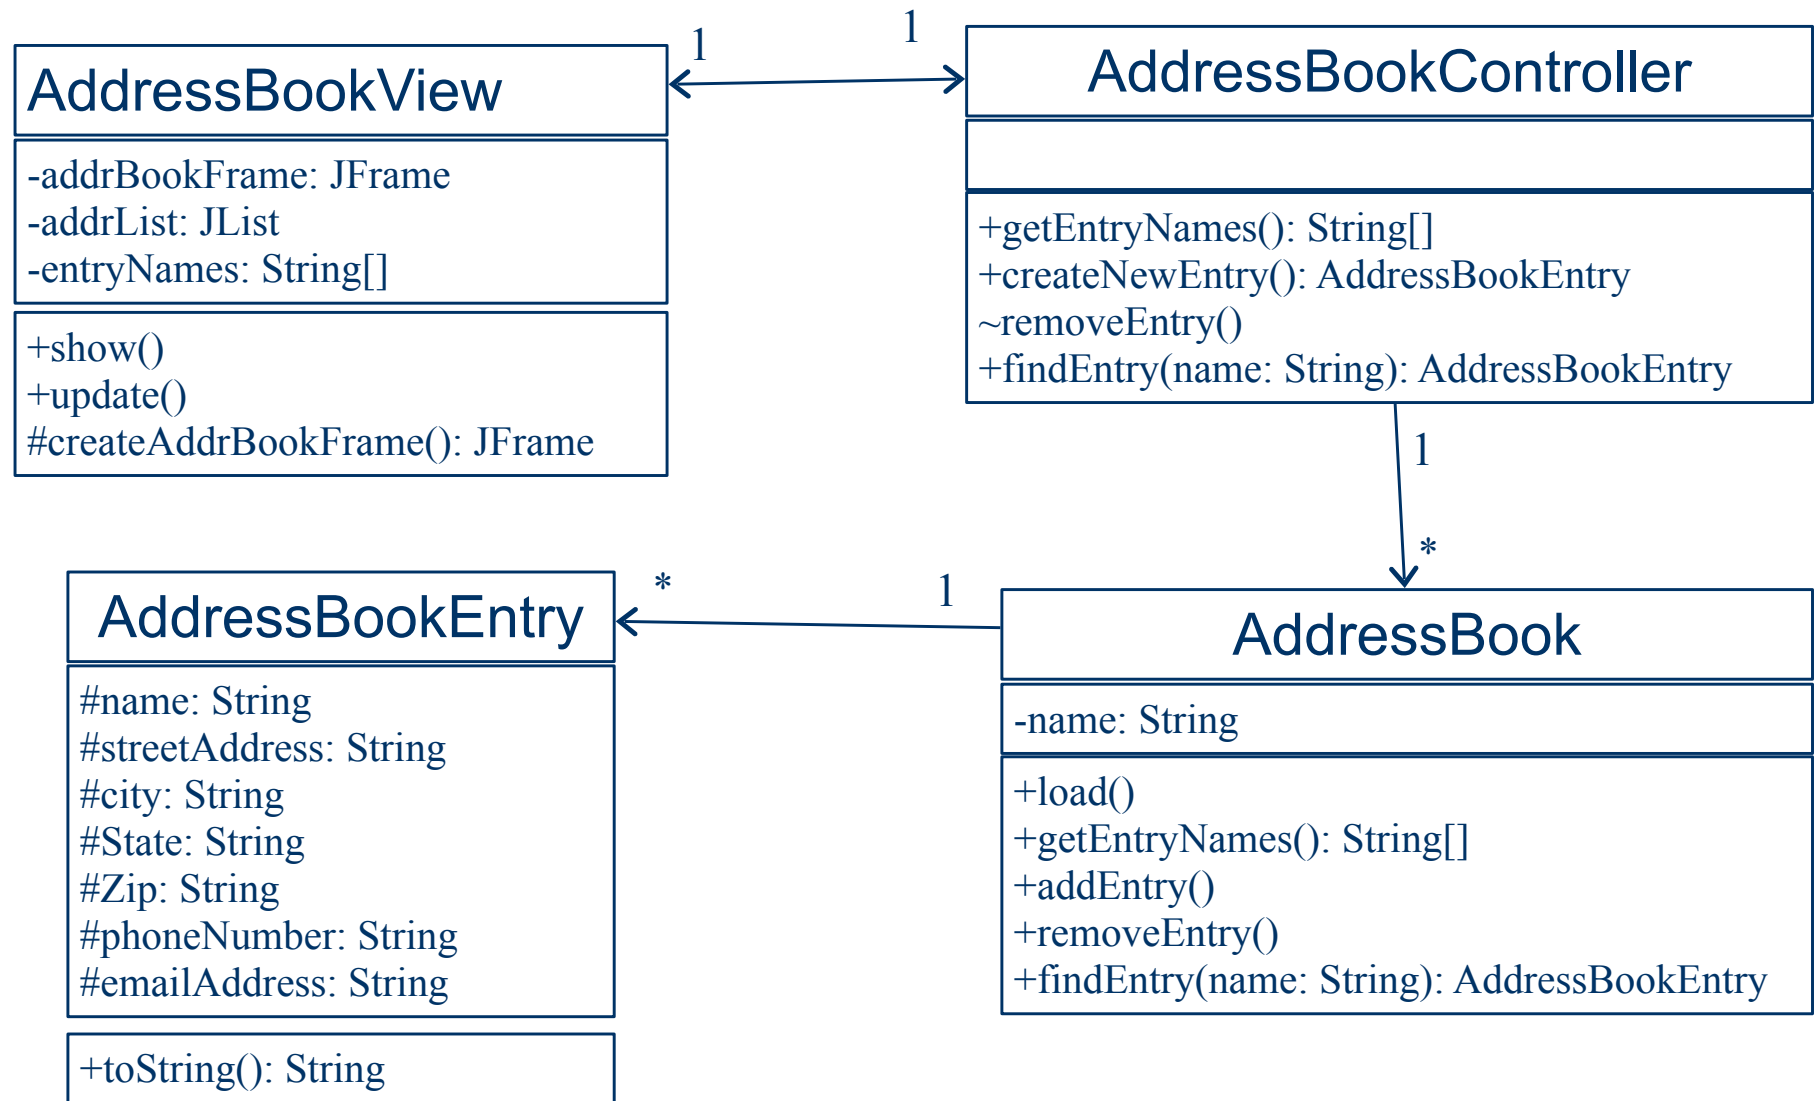 AddressBookView
-addrBookFrame: JFrame
-addrList: JList
-entryNames: String[]
+show()
+update()
#createAddrBookFrame(): JFrame
1
1
AddressBookController
+getEntryNames(): String[]
+createNewEntry(): AddressBookEntry
~removeEntry()
+findEntry(name: String): AddressBookEntry
1
*
AddressBookEntry
#name: String
#streetAddress: String
#city: String
#State: String
#Zip: String
#phoneNumber: String
#emailAddress: String
+toString(): String
*
1
AddressBook
-name: String
+load()
+getEntryNames(): String[]
+addEntry()
+removeEntry()
+findEntry(name: String): AddressBookEntry